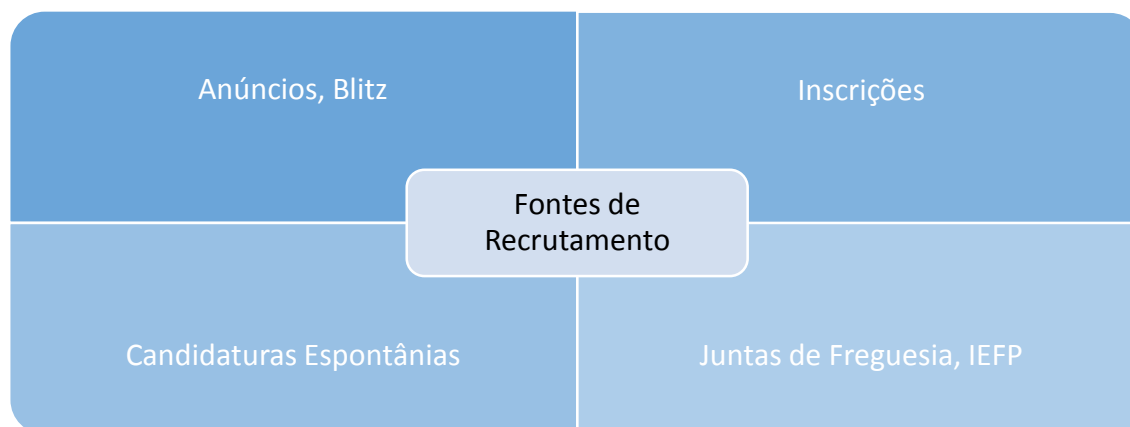 Anúncios, Blitz
Inscrições
Fontes de
Recrutamento
Candidaturas Espontânias
Juntas de Freguesia, IEFP